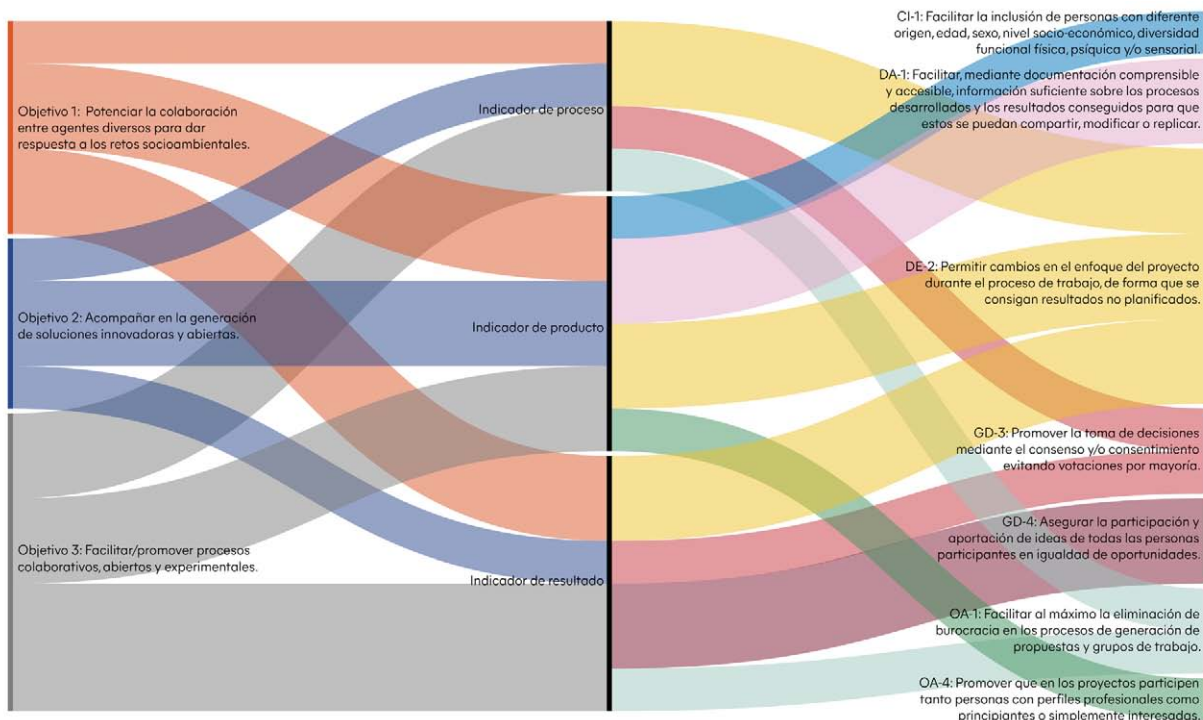 Objetivo 1: Potenciar la colaboración
entre agentes diversos para dar
respuesta a los retos socioambientales.
Objetivo 2: Acompañar en la generación
de soluciones innovadoras y abiertas.
Objetivo 3: Facilitar/promover procesos
colaborativos, abiertos y experimentales.
Indicador de proceso
Indicador de producto
Indicador de resultado
CI-1: Facilitar la inclusión de personas con diferente
origen, edad, sexo, nivel socio-económico, diversidad
funcional física, psíquica y/o sensorial.
DA-1: Facilitar, mediante documentación comprensible
y accesible, información suficiente sobre los procesos
desarrollados y los resultados conseguidos para que
estos se puedan compartir, modificar o replicar.
DE-2: Permitir cambios en el enfoque del proyecto
durante el proceso de trabajo, de forma que se
consigan resultados no planificados.
GD-3: Promover la toma de decisiones
mediante el consenso y/o consentimiento
evitando votaciones por mayoría.
GD-4: Asegurar la participación y
aportación de ideas de todas las personas
participantes en igualdad de oportunidades.
OA-1: Facilitar al máximo la eliminación de
burocracia en los procesos de generación de
propuestas y grupos de trabajo.
OA-4: Promover que en los proyectos participen
tanto personas con perfiles profesionales como
principiantes o simplemente interesadas.